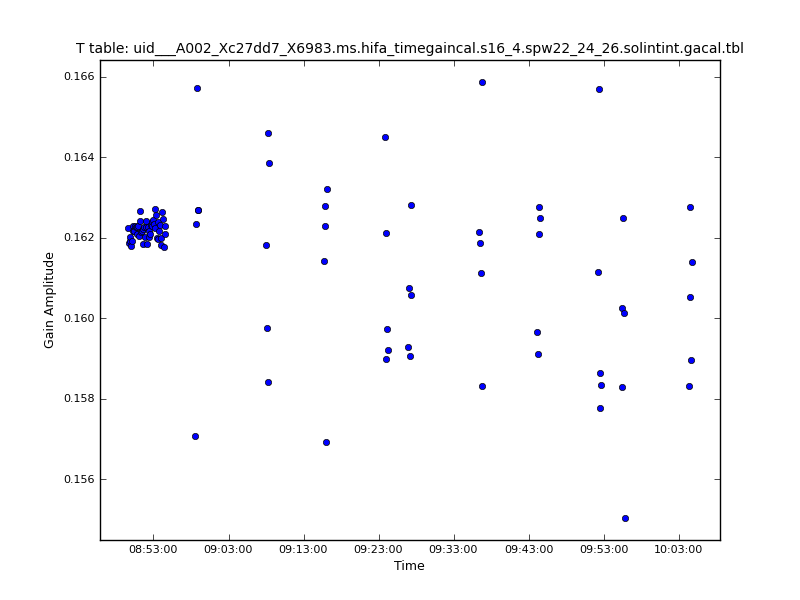 T table: uid___A002_Xc27dd7_X6983.ms.hifa_timegaincal.s16_4.spw22_24_26.solintint.gacal.tbl
0.166
0.164
0.162
0.160
0.158
0.156
Gain Amplitude
08:53:00 09:03:00 09:13:00 09:23:00 09:33:00 09:43:00 09:53:00 10:03:00
Time